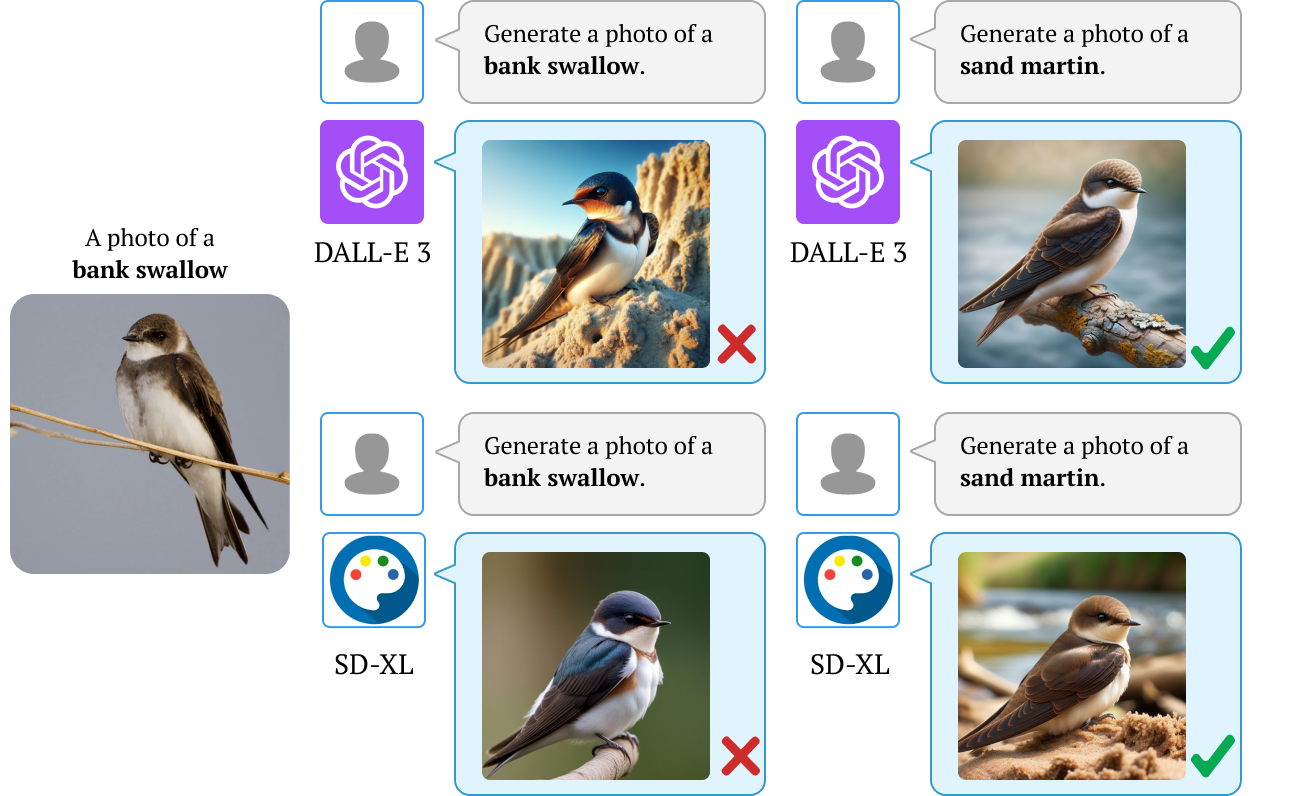 A photo of a
bank swallow
Generate a photo of a
bank swallow.
DALL-E 3
Generate a photo of a
sand martin.
DALL-E 3
Generate a photo of a
bank swallow.
SD-XL
Generate a photo of a
sand martin.
SD-XL